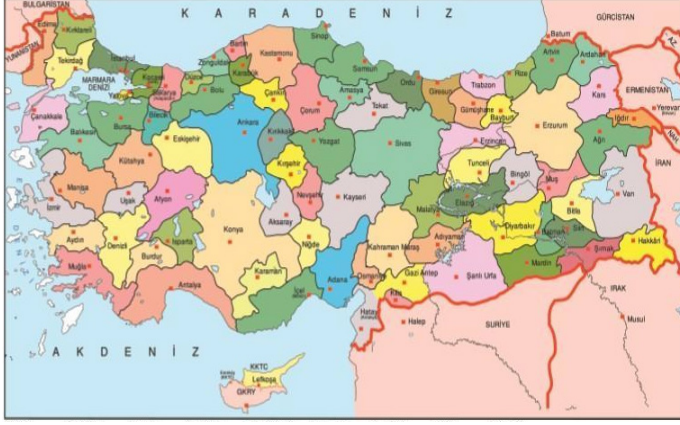 BULGARİSTAN
K A R A D E N İ Z
GÜRCİSTAN
YUNANİSTAN
Edirne
Kırklareli
Tekirdağ
İstanbul
MARMARA
DENİZİ
Yalova
Kocaeli
Sakarya
Düzce
Zonguldak
Bartın
Karabük
Kastamonu
Sinop
Samsun
Ordu
Giresun
Trabzon
Rize
Batum
Artvin
Ardahan
AZ.
Çanakkale
Balıkesir
Bursa
Bilecik
Bolu
Çankırı
Çorum
Amasya
Tokat
Gümüşhane
Bayburt
Erzurum
Kars
ERMENİSTAN
Yerevan
Iğdır
NAH.
Kütahya
Eskişehir
Ankara
Kırıkkale
Yozgat
Sivas
Erzincan
Ağrı
İRAN
Manisa
İzmir
Uşak
Afyon
Kırşehir
Nevşehir
Kayseri
Tunceli
Bingöl
Muş
Van
Aydın
Denizli
Isparta
Burdur
Konya
Aksaray
Niğde
Malatya
Elazığ
Diyarbakır
Batman
Bitlis
Siirt
Hakkâri
Muğla
Antalya
Karaman
İçel
Adana
Osmaniye
Kahraman Maraş
Adıyaman
Gazi Antep
Kilis
Şanlı Urfa
Mardin
Şırnak
Hatay
Halep
SURİYE
IRAK
Musul
A K D E N İ Z
KKTC
Lefkoşa
GKRY